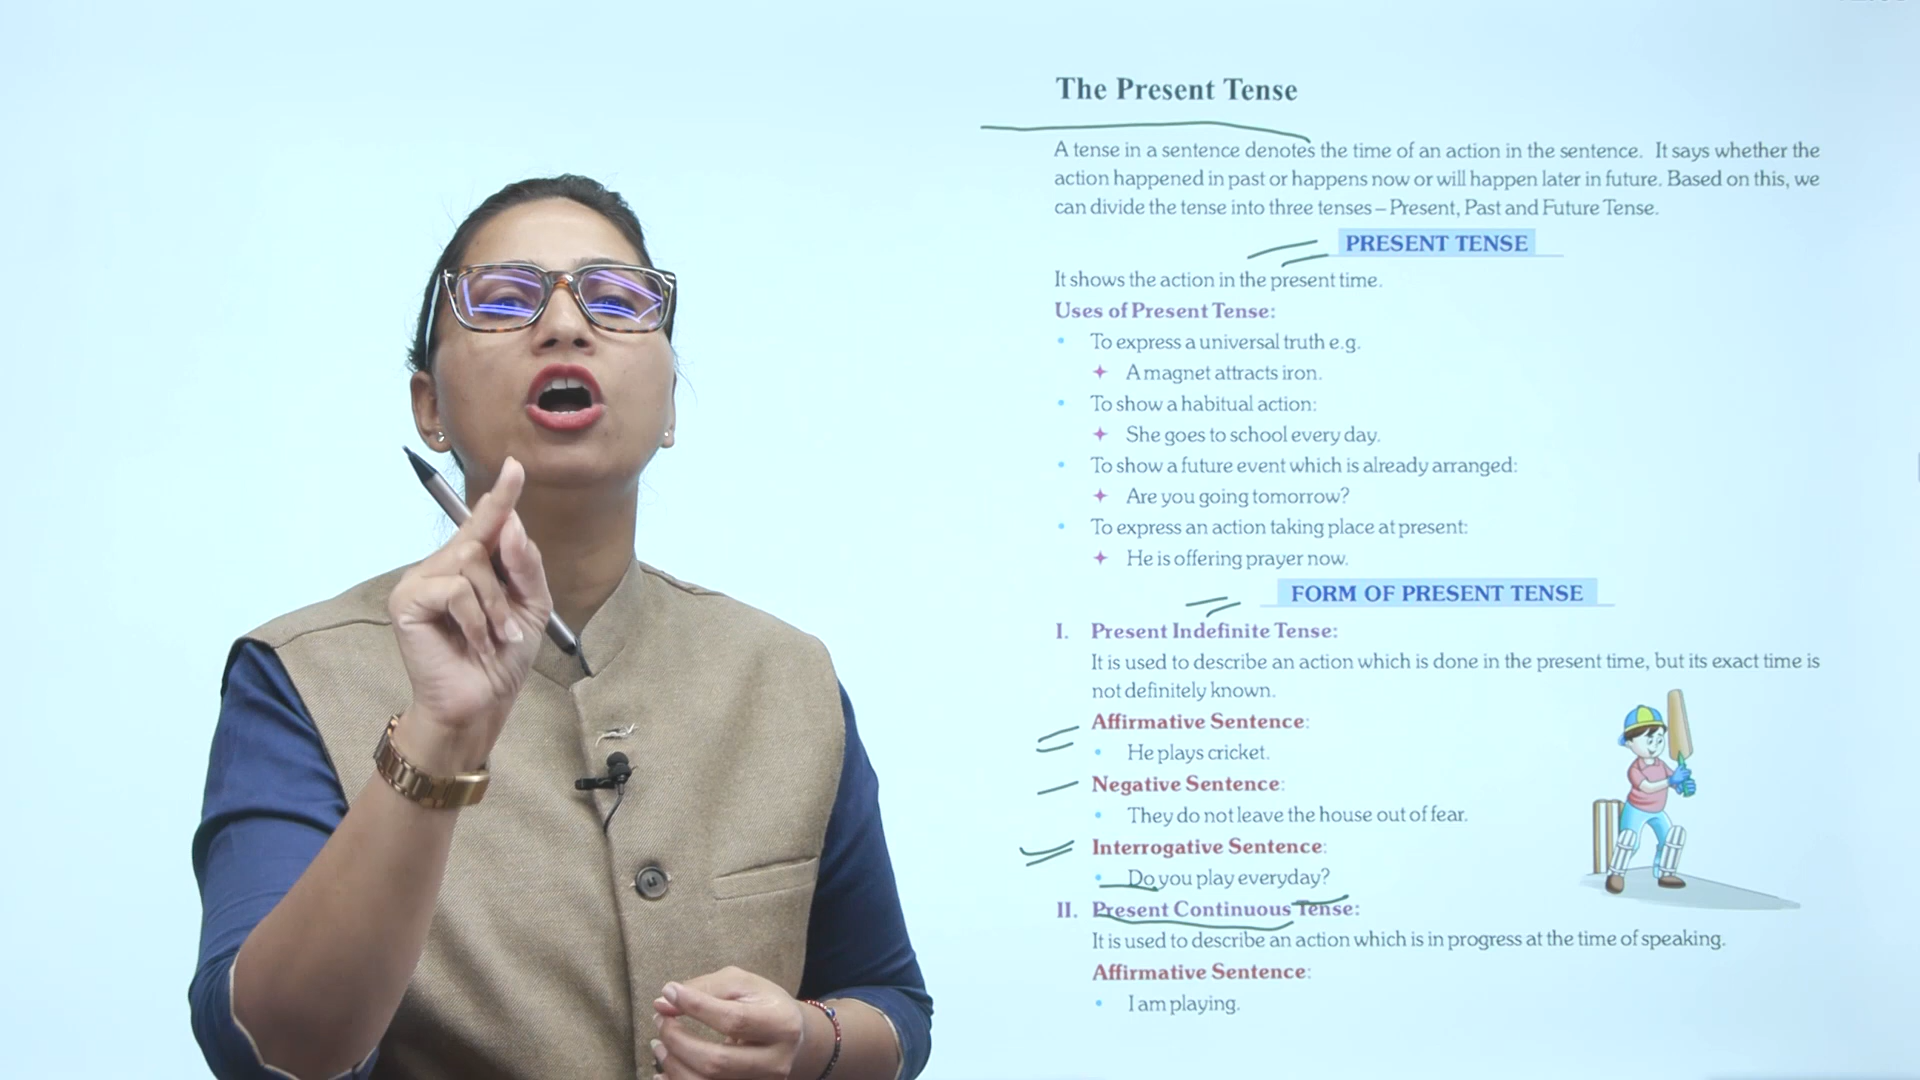 The Present Tense
A tense in a sentence denotes the time of an action in the sentence. It says whether the
action happened in past or happens now or will happen later in future. Based on this, we
can divide the tense into three tenses – Present, Past and Future Tense.
PRESENT TENSE
It shows the action in the present time.
Uses of Present Tense:
• To express a universal truth e.g.
✦ A magnet attracts iron.
• To show a habitual action:
✦ She goes to school every day.
• To show a future event which is already arranged:
✦ Are you going tomorrow?
• To express an action taking place at present:
✦ He is offering prayer now.
FORM OF PRESENT TENSE
I. Present Indefinite Tense:
It is used to describe an action which is done in the present time, but its exact time is
not definitely known.
Affirmative Sentence:
• He plays cricket.
Negative Sentence:
• They do not leave the house out of fear.
Interrogative Sentence:
• Do you play everyday?
II. Present Continuous Tense:
It is used to describe an action which is in progress at the time of speaking.
Affirmative Sentence:
• I am playing.